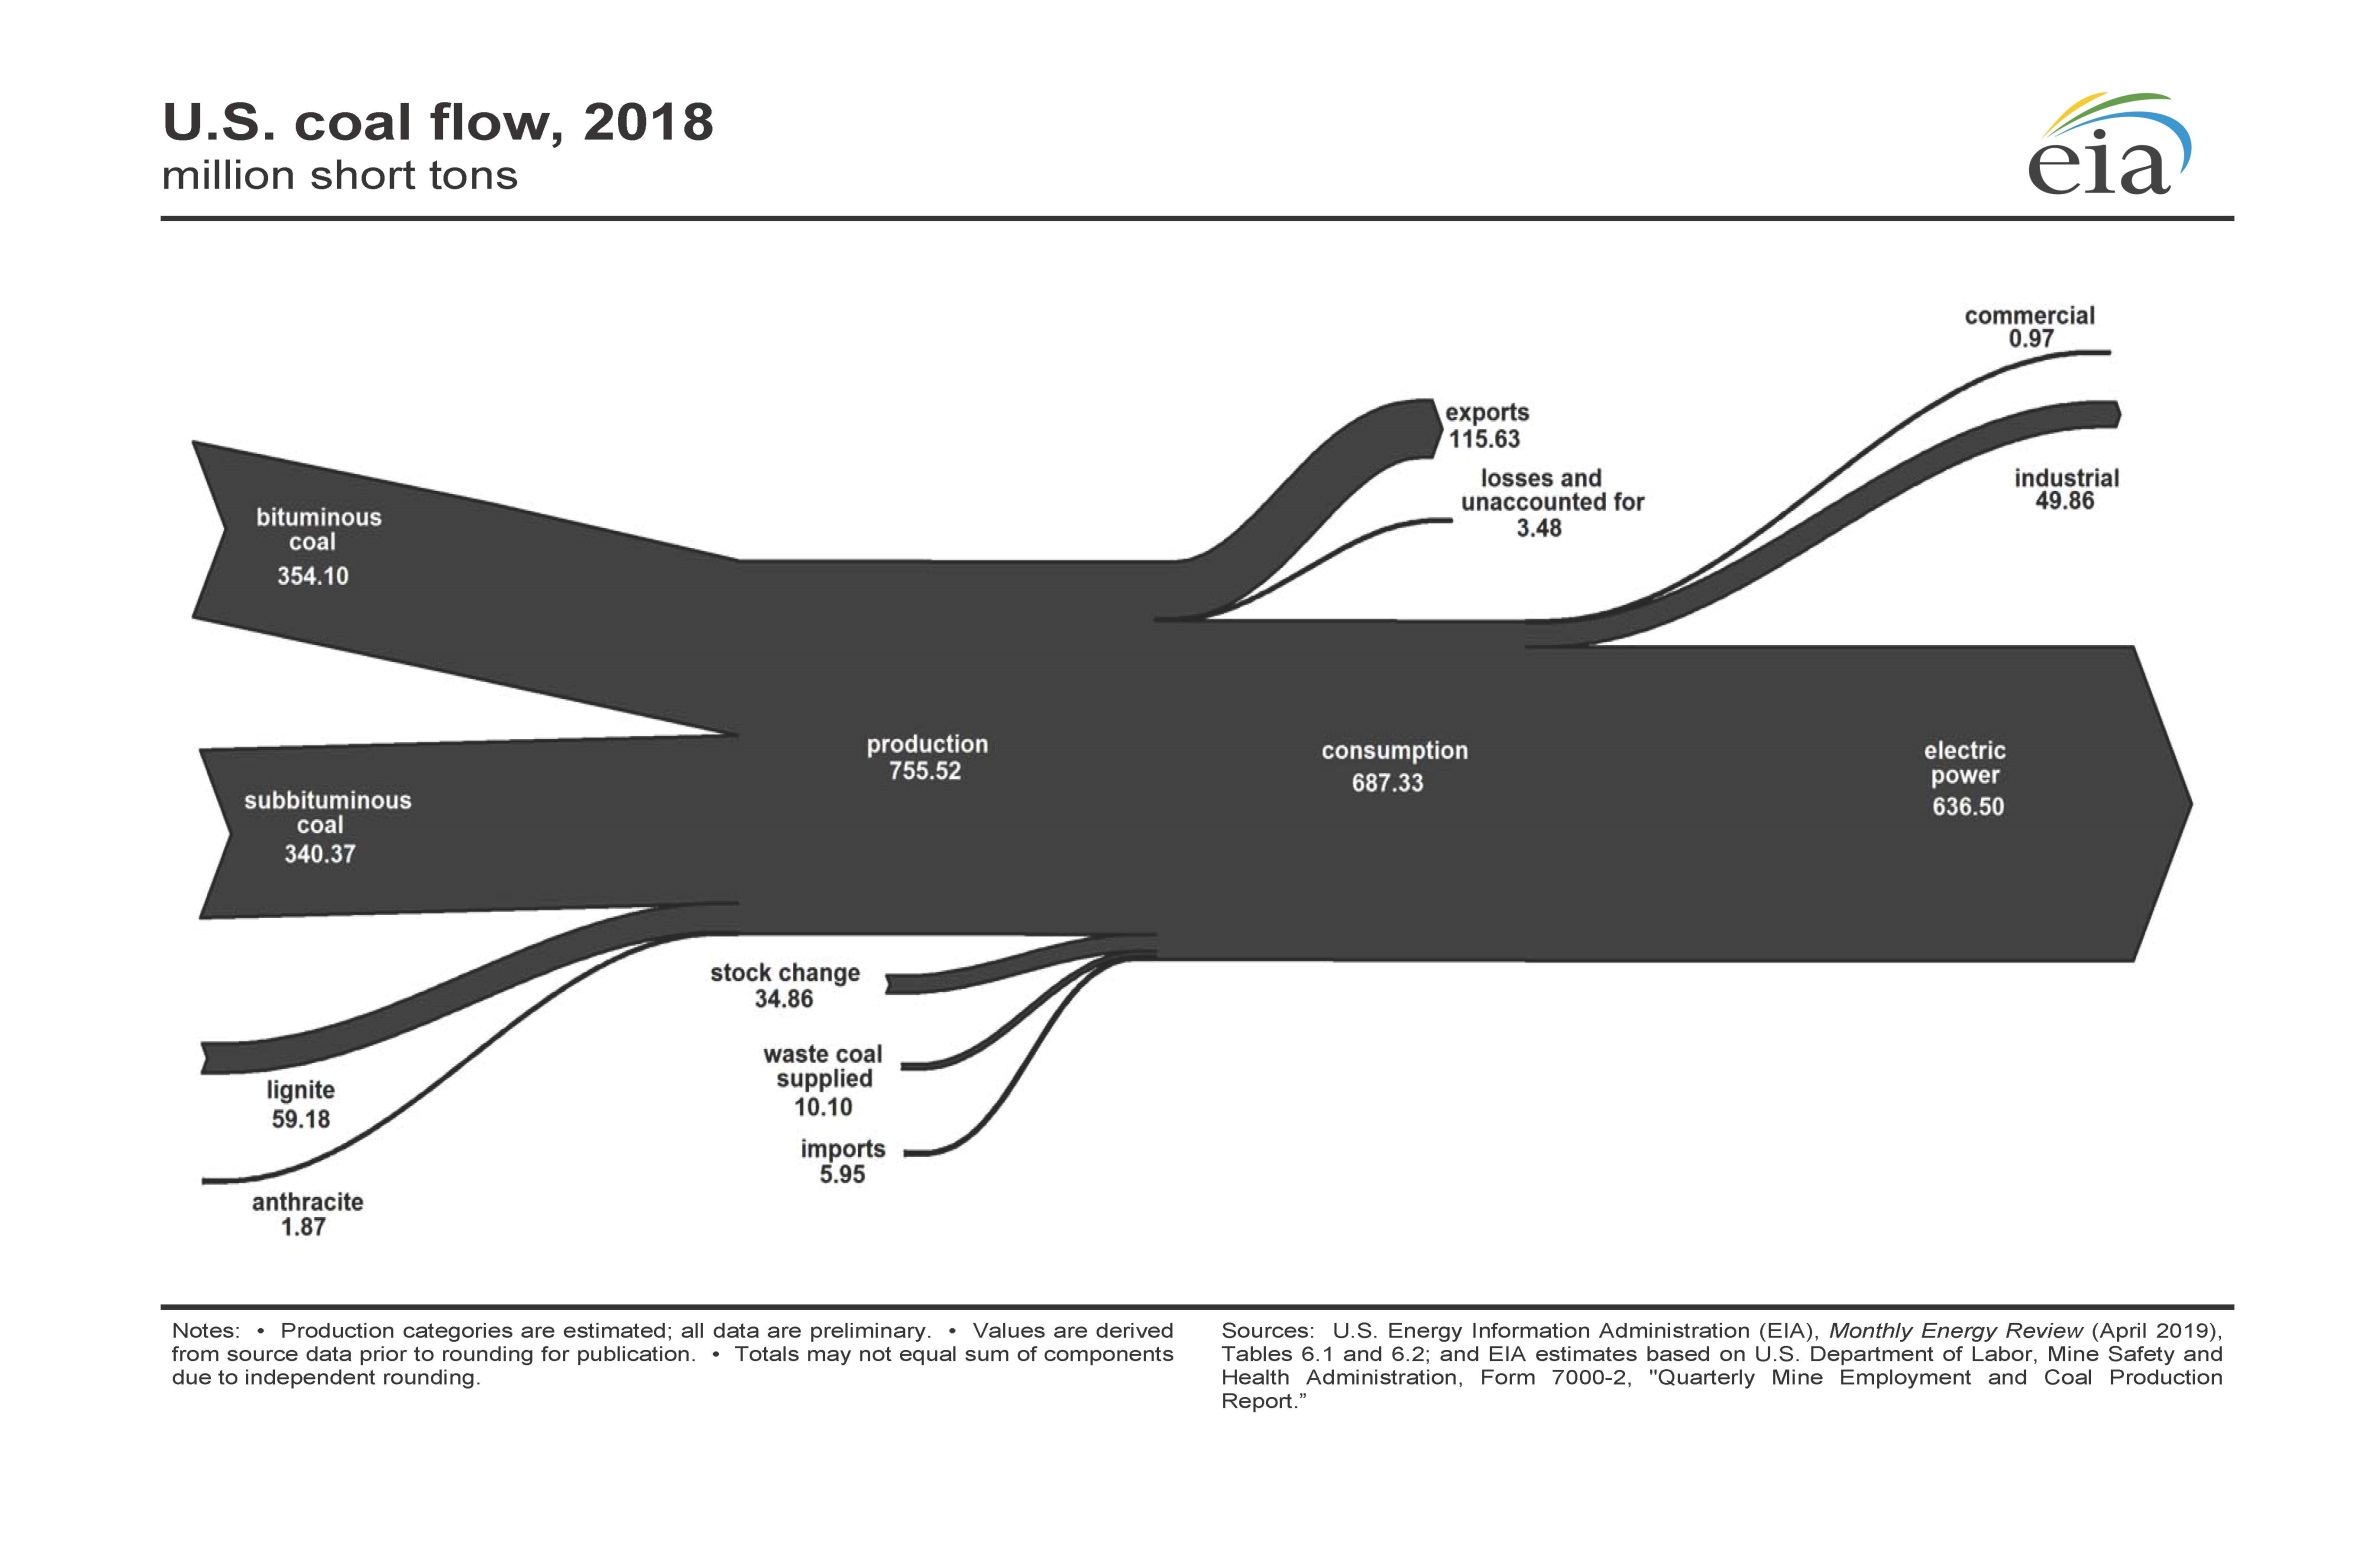 U.S. coal flow, 2018
million short tons
eia
commercial
0.97
exports
115.63
losses and
unaccounted for
3.48
industrial
49.86
bituminous
coal
354.10
production
755.52
consumption
687.33
electric
power
636.50
subbituminous
coal
340.37
stock change
34.86
waste coal
supplied
10.10
imports
5.95
lignite
59.18
anthracite
1.87
Notes: • Production categories are estimated; all data are preliminary. • Values are derived
from source data prior to rounding for publication. • Totals may not equal sum of components
due to independent rounding.
Sources: U.S. Energy Information Administration (EIA), Monthly Energy Review (April 2019),
Tables 6.1 and 6.2; and EIA estimates based on U.S. Department of Labor, Mine Safety and
Health Administration, Form 7000-2, "Quarterly Mine Employment and Coal Production
Report.”